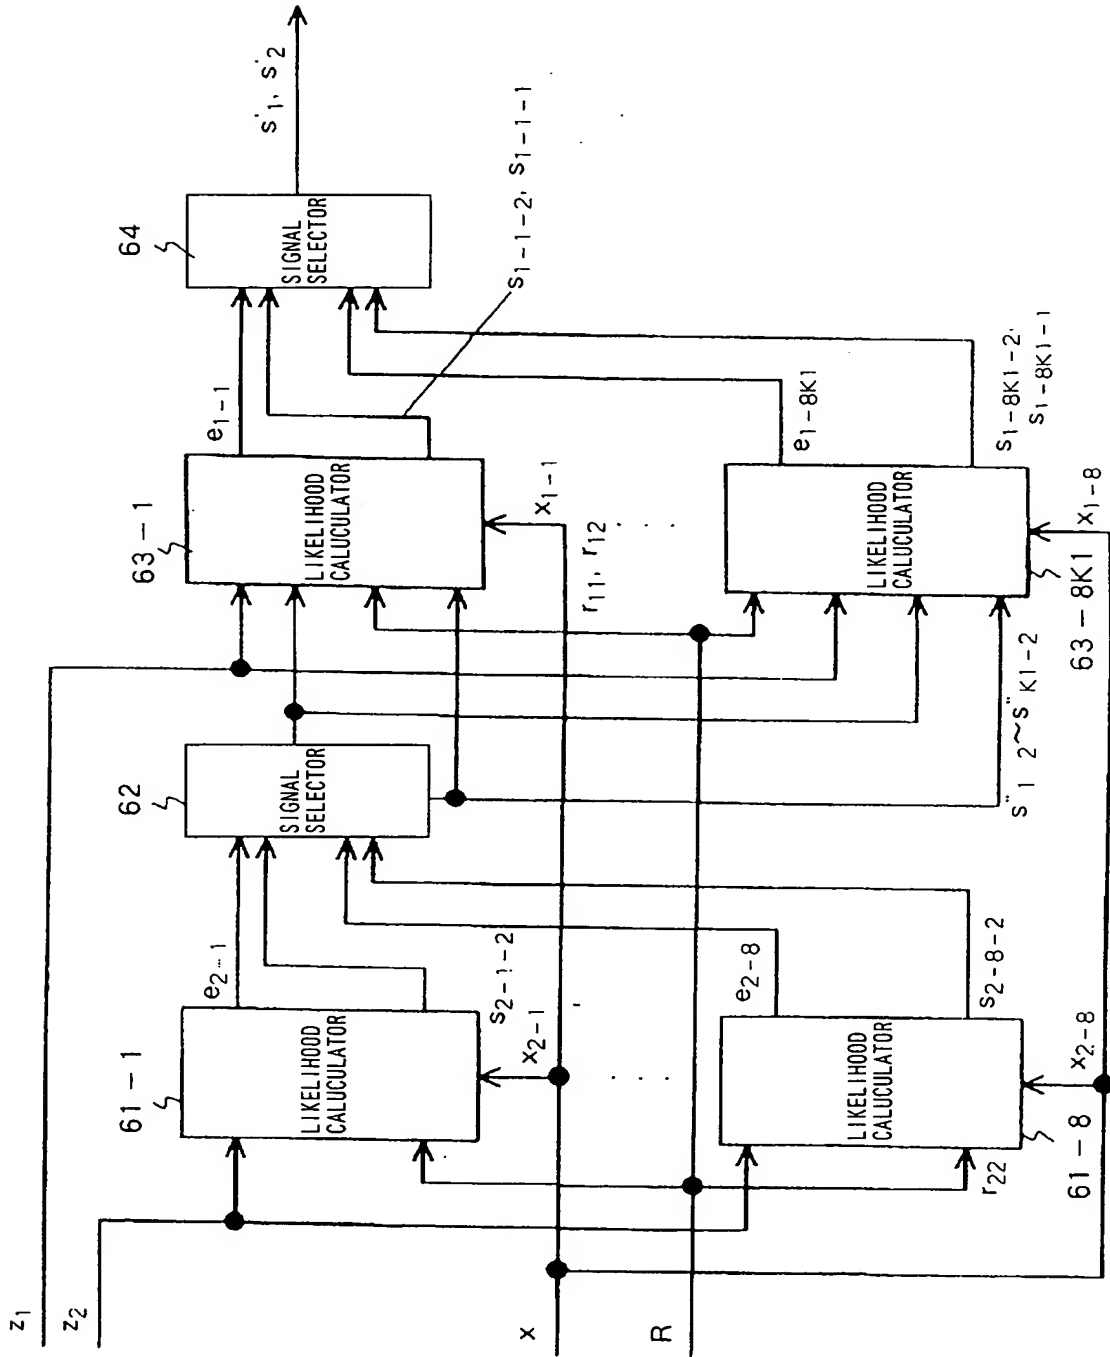 z1
z2
x
R
61-1
LIKELIHOOD
CALUCULATOR
e2-1
s2-1-2
x2-1
61-8
LIKELIHOOD
CALUCULATOR
r22
e2-8
s2-8-2
x2-8
62
SIGNAL
SELECTOR
s"1 2~s"K1-2
63-1
LIKELIHOOD
CALUCULATOR
e1-1
x1-1
r11, r12
s1-1-2, s1-1-1
63-8K1
LIKELIHOOD
CALUCULATOR
e1-8K1
s1-8K1-2,
s1-8K1-1
x1-8
64
SIGNAL
SELECTOR
s'1, s'2